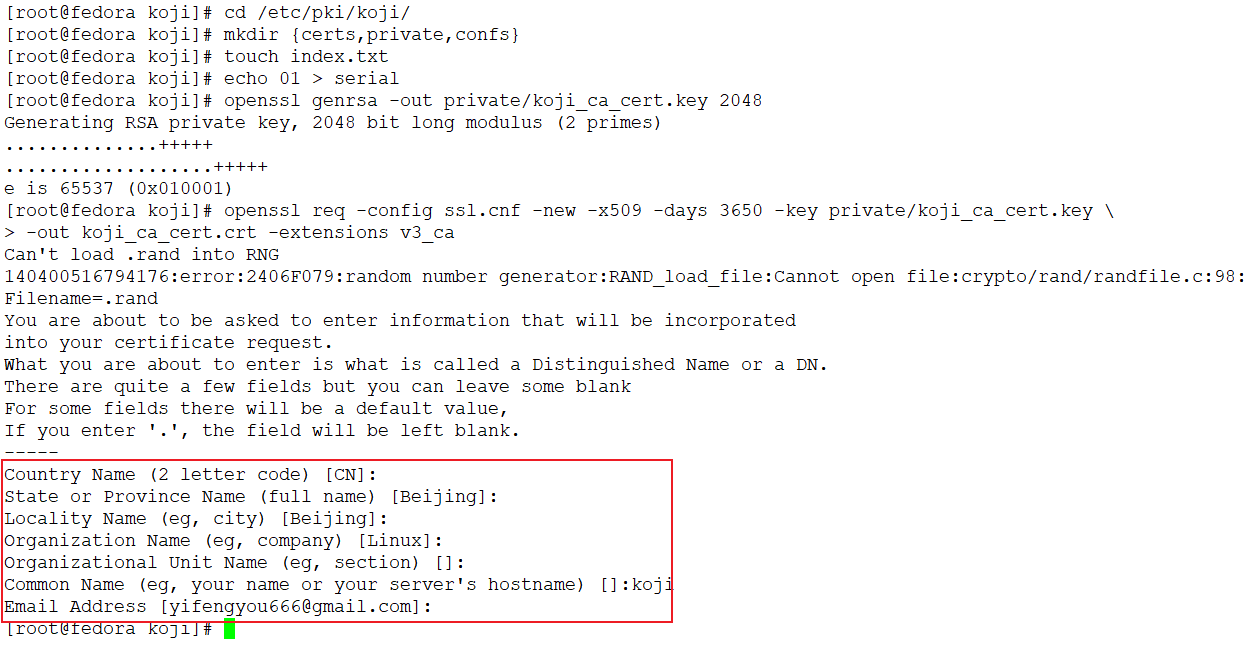 [root@fedora koji]# cd /etc/pki/koji/
[root@fedora koji]# mkdir {certs,private,confs}
[root@fedora koji]# touch index.txt
[root@fedora koji]# echo 01 > serial
[root@fedora koji]# openssl genrsa -out private/koji_ca_cert.key 2048
Generating RSA private key, 2048 bit long modulus (2 primes)
..............+++++
...................+++++
e is 65537 (0x010001)
[root@fedora koji]# openssl req -config ssl.cnf -new -x509 -days 3650 -key private/koji_ca_cert.key \
> -out koji_ca_cert.crt -extensions v3_ca
Can't load .rand into RNG
140400516794176:error:2406F079:random number generator:RAND_load_file:Cannot open file:crypto/rand/randfile.c:98:
Filename=.rand
You are about to be asked to enter information that will be incorporated
into your certificate request.
What you are about to enter is what is called a Distinguished Name or a DN.
There are quite a few fields but you can leave some blank
For some fields there will be a default value,
If you enter '.', the field will be left blank.
-----
Country Name (2 letter code) [CN]:
State or Province Name (full name) [Beijing]:
Locality Name (eg, city) [Beijing]:
Organization Name (eg, company) [Linux]:
Organizational Unit Name (eg, section) []:
Common Name (eg, your name or your server's hostname) []:koji
Email Address [yifengyou666@gmail.com]:
[root@fedora koji]#